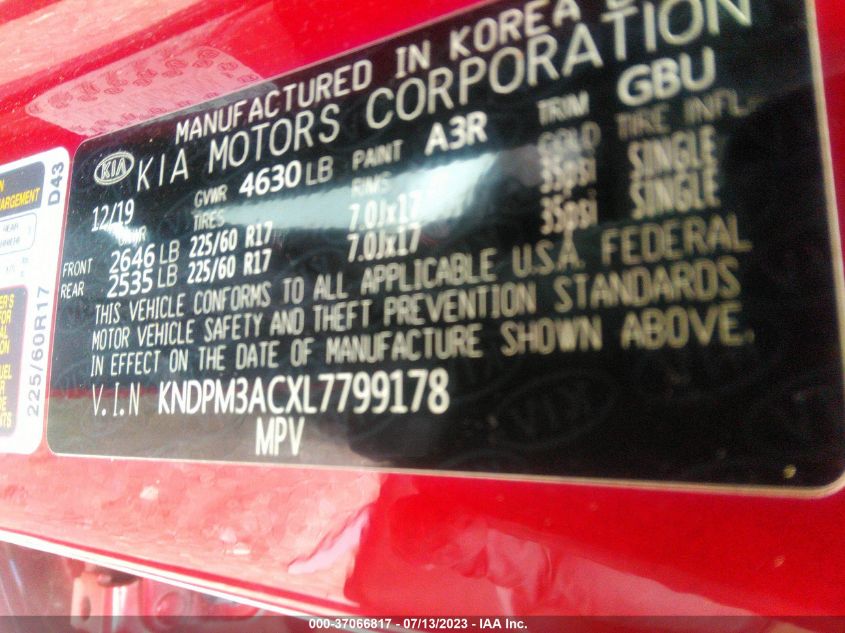 MANUFACTURED IN KOREA
KIA KIA MOTORS CORPORATION
12/19 GVWR 4630 LB PAINT A3R TRIM GBU
GAWR TIRES RIMS COLD TIRE INFL
FRONT 2646 LB 225/60 R17 7.0Jx17 35psi SINGLE
REAR 2535 LB 225/60 R17 7.0Jx17 35psi SINGLE
THIS VEHICLE CONFORMS TO ALL APPLICABLE U.S.A. FEDERAL
MOTOR VEHICLE SAFETY AND THEFT PREVENTION STANDARDS
IN EFFECT ON THE DATE OF MANUFACTURE SHOWN ABOVE.
V.I.N KNDPM3ACXL7799178
MPV
D43
225/60R17
000-37066817 - 07/13/2023 - IAA Inc.